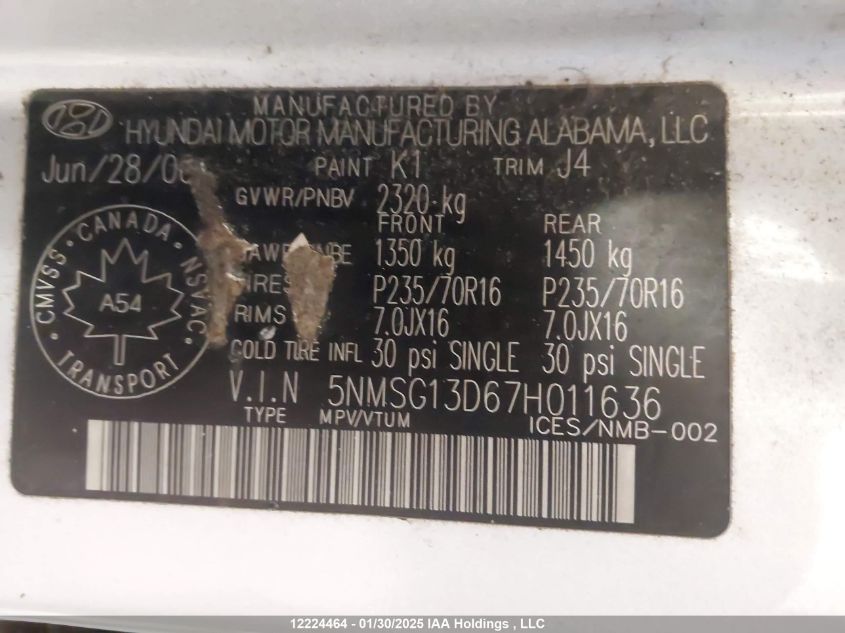 MANUFACTURED BY
HYUNDAI MOTOR MANUFACTURING ALABAMA, LLC
Jun/28/0 PAINT K1 TRIM J4
GVWR/PNBV 2320 kg
FRONT REAR
1350 kg 1450 kg
P235/70R16 P235/70R16
RIMS 7.0JX16 7.0JX16
COLD TIRE INFL 30 psi SINGLE 30 psi SINGLE
V.I.N 5NMSG13D67H011636
TYPE MPV/VTUM ICES/NMB-002
CANADA
CMVSS NSVAC
A54
TRANSPORT
12224464 - 01/30/2025 IAA Holdings , LLC